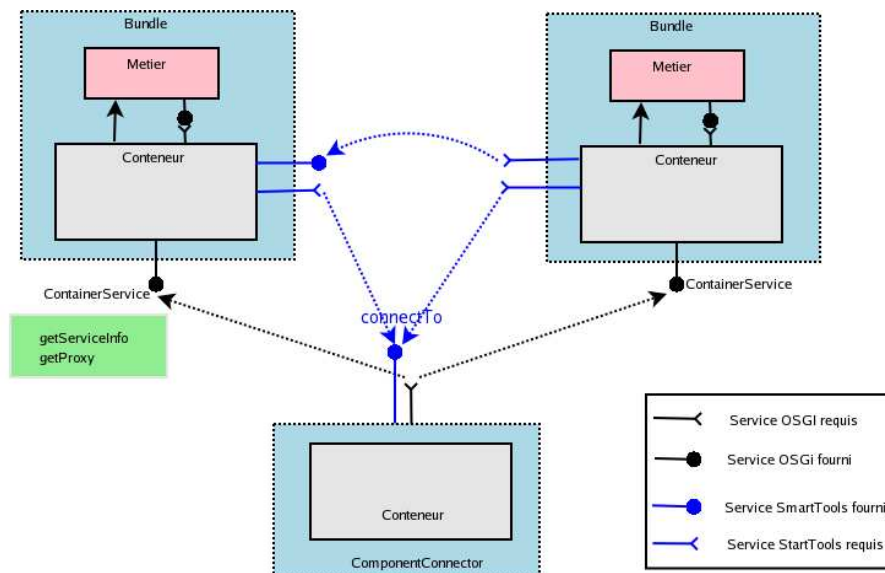 Bundle
Metier
Conteneur
ContainerService
getServiceInfo
getProxy
Bundle
Metier
Conteneur
ContainerService
connectTo
Conteneur
ComponentConnector
Service OSGI requis
Service OSGi fourni
Service SmartTools fourni
Service StartTools requis